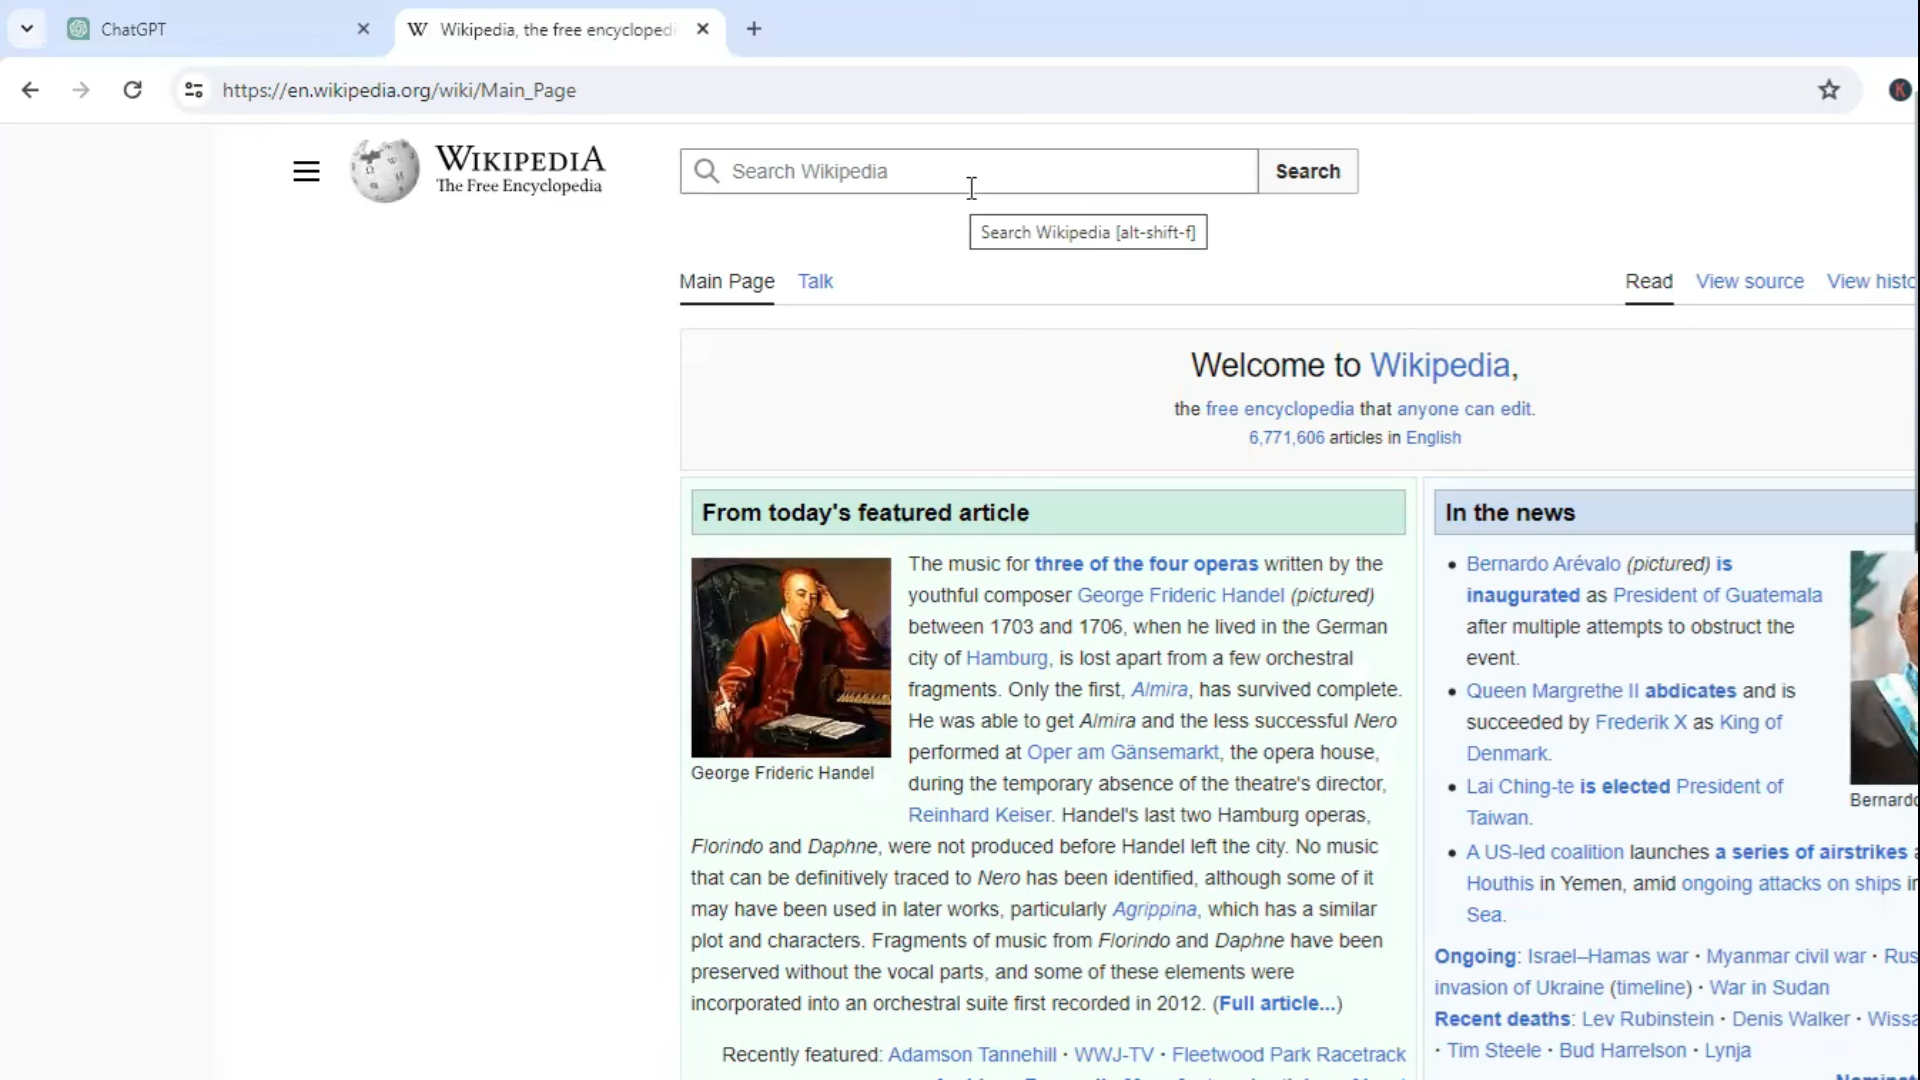 ChatGPT
Wikipedia, the free encyclopedi
https://en.wikipedia.org/wiki/Main_Page
K
WIKIPEDIA
The Free Encyclopedia
Search Wikipedia
Search
Search Wikipedia [alt-shift-f]
Main Page Talk
Read View source View histo
Welcome to Wikipedia,
the free encyclopedia that anyone can edit.
6,771,606 articles in English
From today's featured article
The music for three of the four operas written by the
youthful composer George Frideric Handel (pictured)
between 1703 and 1706, when he lived in the German
city of Hamburg, is lost apart from a few orchestral
fragments. Only the first, Almira, has survived complete.
He was able to get Almira and the less successful Nero
performed at Oper am Gänsemarkt, the opera house,
George Frideric Handel
during the temporary absence of the theatre's director,
Reinhard Keiser. Handel's last two Hamburg operas,
Florindo and Daphne, were not produced before Handel left the city. No music
that can be definitively traced to Nero has been identified, although some of it
may have been used in later works, particularly Agrippina, which has a similar
plot and characters. Fragments of music from Florindo and Daphne have been
preserved without the vocal parts, and some of these elements were
incorporated into an orchestral suite first recorded in 2012. (Full article...)
Recently featured: Adamson Tannehill · WWJ-TV · Fleetwood Park Racetrack
In the news
• Bernardo Arévalo (pictured) is
inaugurated as President of Guatemala
after multiple attempts to obstruct the
event.
• Queen Margrethe II abdicates and is
succeeded by Frederik X as King of
Denmark.
• Lai Ching-te is elected President of
Taiwan.
Bernardo
• A US-led coalition launches a series of airstrikes a
Houthis in Yemen, amid ongoing attacks on ships in
Sea.
Ongoing: Israel–Hamas war · Myanmar civil war · Rus
invasion of Ukraine (timeline) · War in Sudan
Recent deaths: Lev Rubinstein · Denis Walker · Wissa
· Tim Steele · Bud Harrelson · Lynja